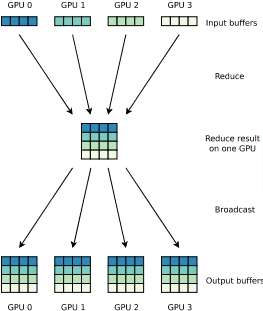 GPU 0 GPU 1 GPU 2 GPU 3
Input buffers
Reduce
Reduce result
on one GPU
Broadcast
Output buffers
GPU 0 GPU 1 GPU 2 GPU 3